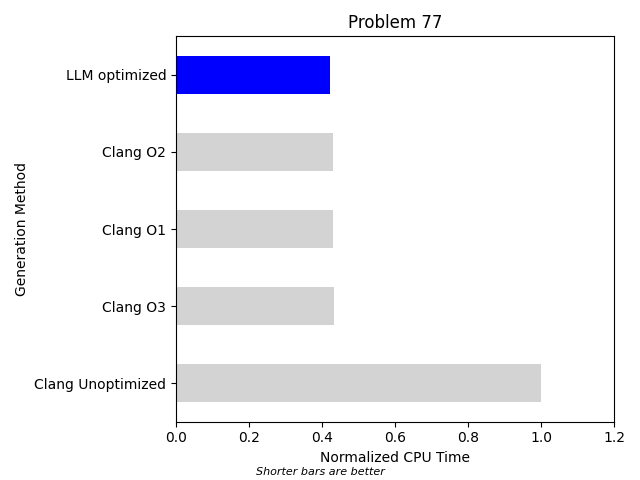 Problem 77
Generation Method
LLM optimized
Clang O2
Clang O1
Clang O3
Clang Unoptimized
0.0 0.2 0.4 0.6 0.8 1.0 1.2
Normalized CPU Time
Shorter bars are better